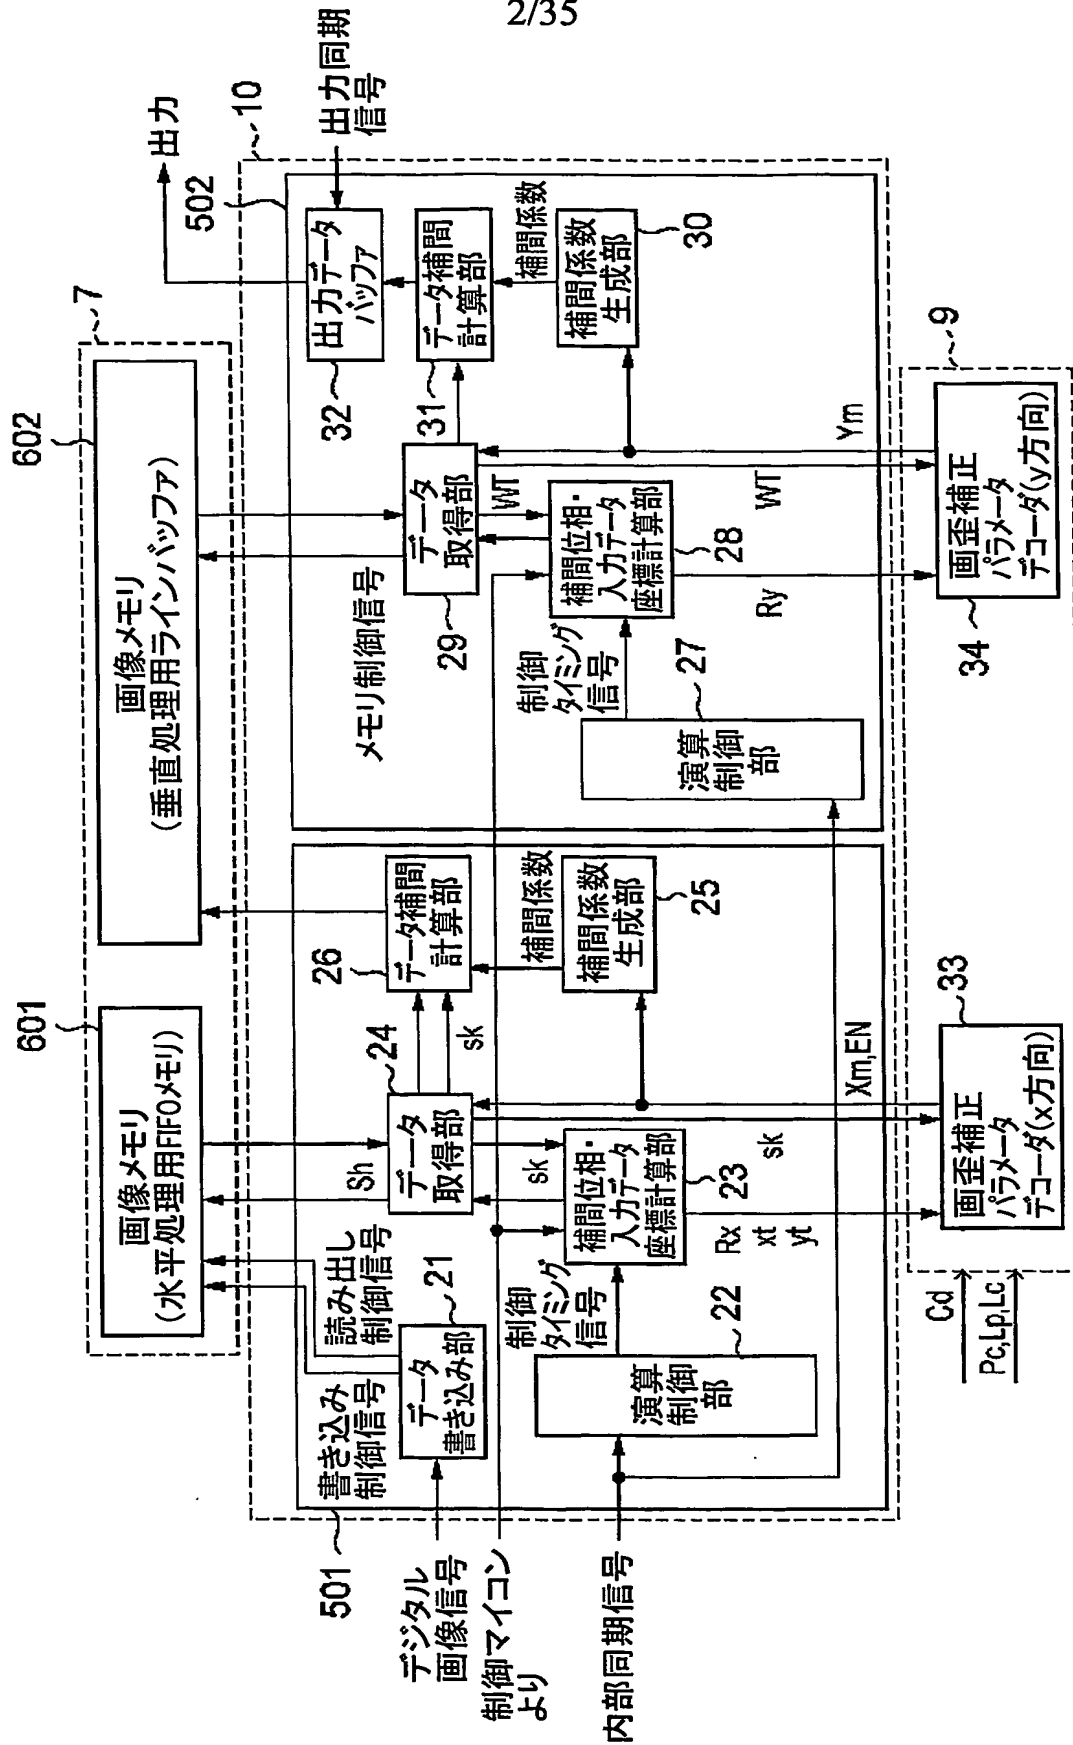 2/35
7
601
画像メモリ
(水平処理用FIFOメモリ)
602
画像メモリ
(垂直処理用ラインバッファ)
出力
10
出力同期
信号
501
書き込み
制御信号
読み出し
制御信号
デジタル
画像信号
データ
書き込み部
21
制御マイコン
より
内部同期信号
演算
制御
部
22
制御
タイミング
信号
Sh
データ
取得部
24
sk
sk
補間位相・
入力データ
座標計算部
23
Rx
xt
yt
sk
データ補間
計算部
26
補間係数
補間係数
生成部
25
Xm,EN
502
メモリ制御信号
データ
取得部
29
WT
演算
制御
部
27
制御
タイミング
信号
補間位相・
入力データ
座標計算部
28
Ry
WT
Ym
出力データ
バッファ
32
データ補間
計算部
31
補間係数
補間係数
生成部
30
9
Cd
Pc,Lp,Lc
画歪補正
パラメータ
デコーダ(x方向)
33
画歪補正
パラメータ
デコーダ(y方向)
34